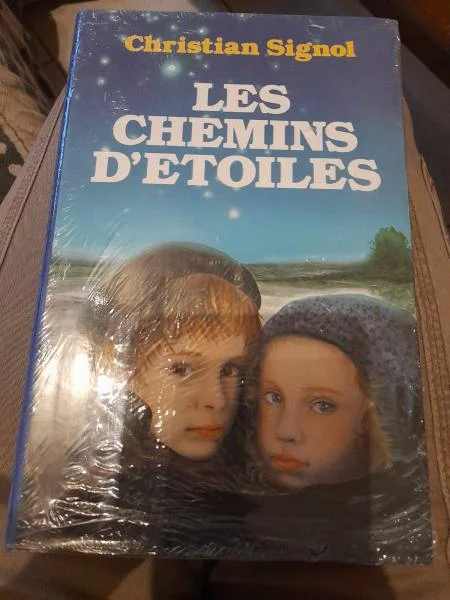 Christian Signol
LES
CHEMINS
D'ETOILES